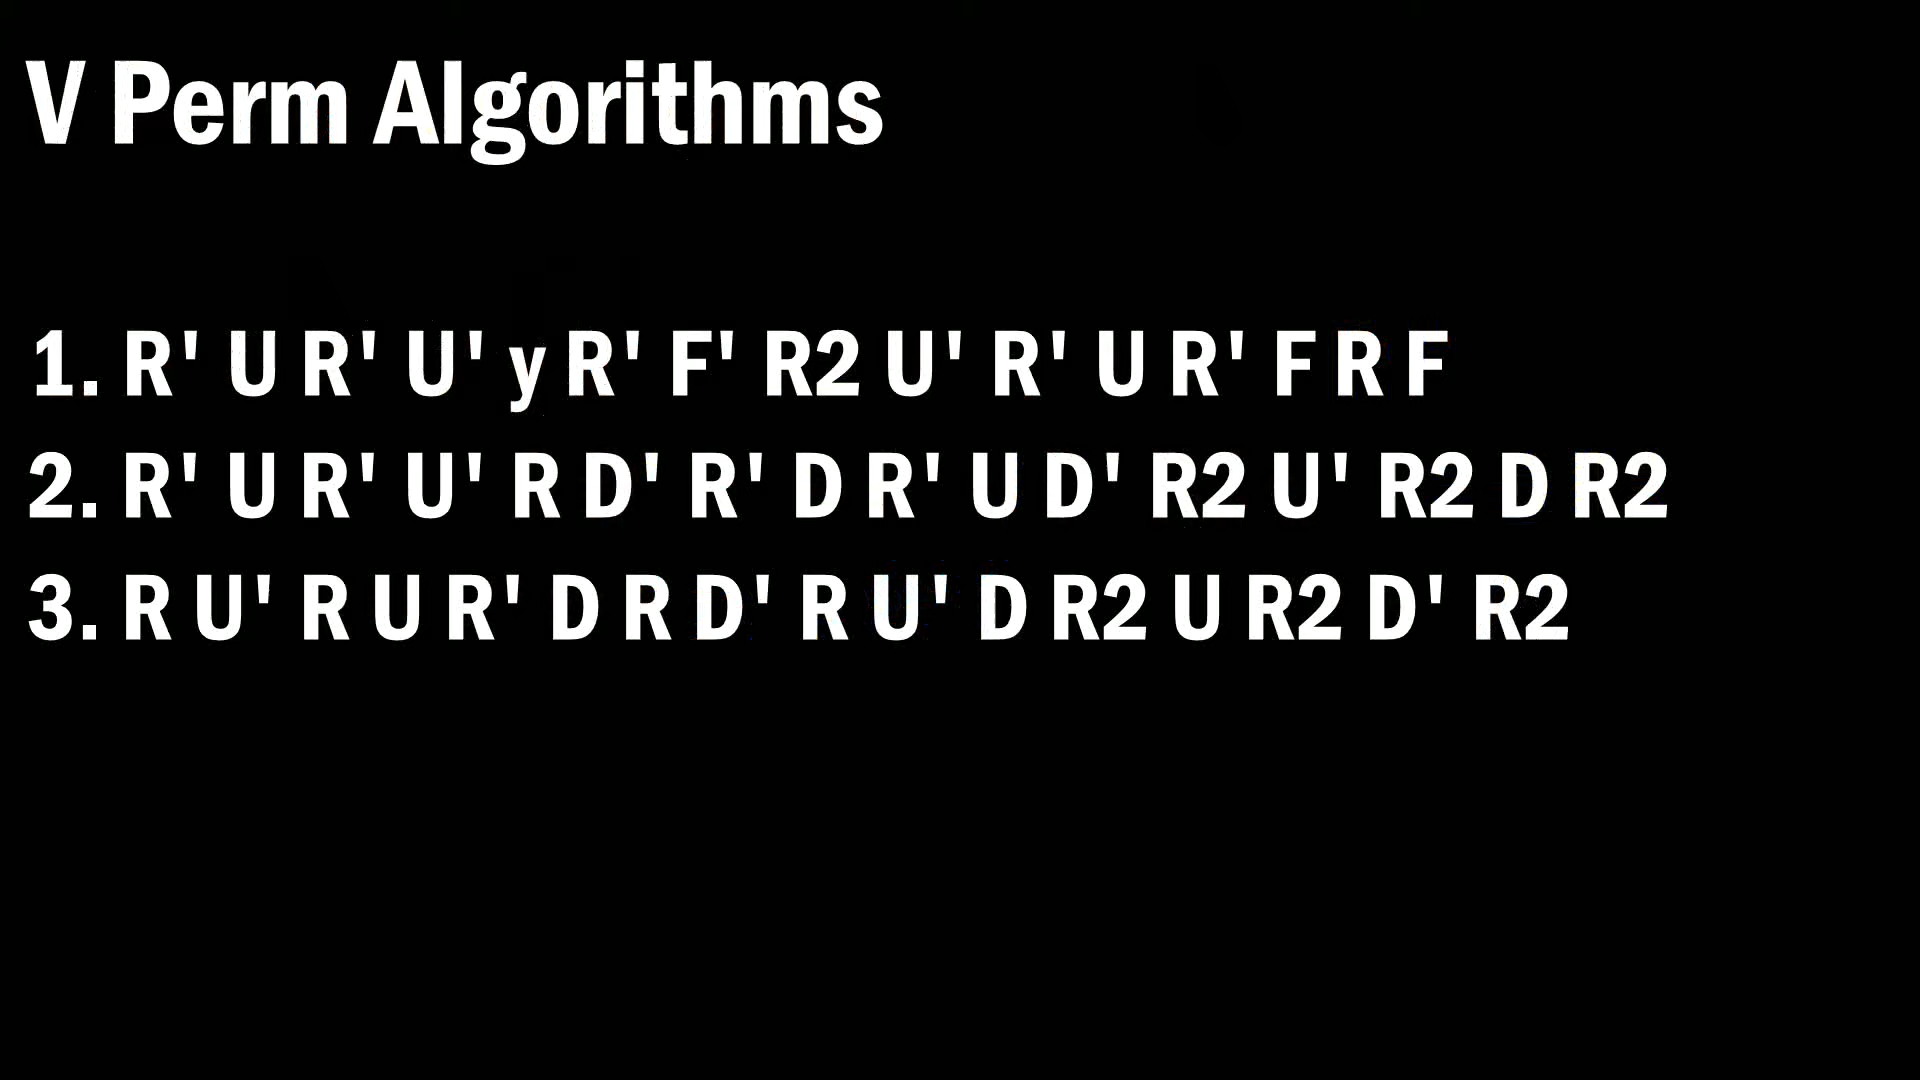 V Perm Algorithms
1. R' U R' U' y R' F' R2 U' R' U R' F R F
2. R' U R' U' R D' R' D R' U D' R2 U' R2 D R2
3. R U' R U R' D R D' R U' D R2 U R2 D' R2